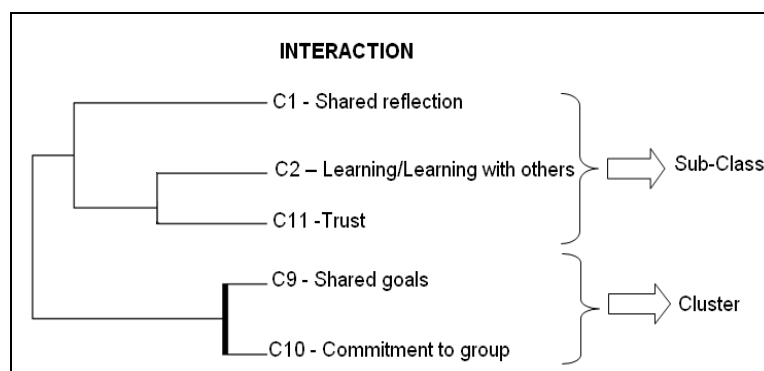 INTERACTION
C1 - Shared reflection
C2 – Learning/Learning with others
C11 -Trust
Sub-Class
C9 - Shared goals
C10 - Commitment to group
Cluster